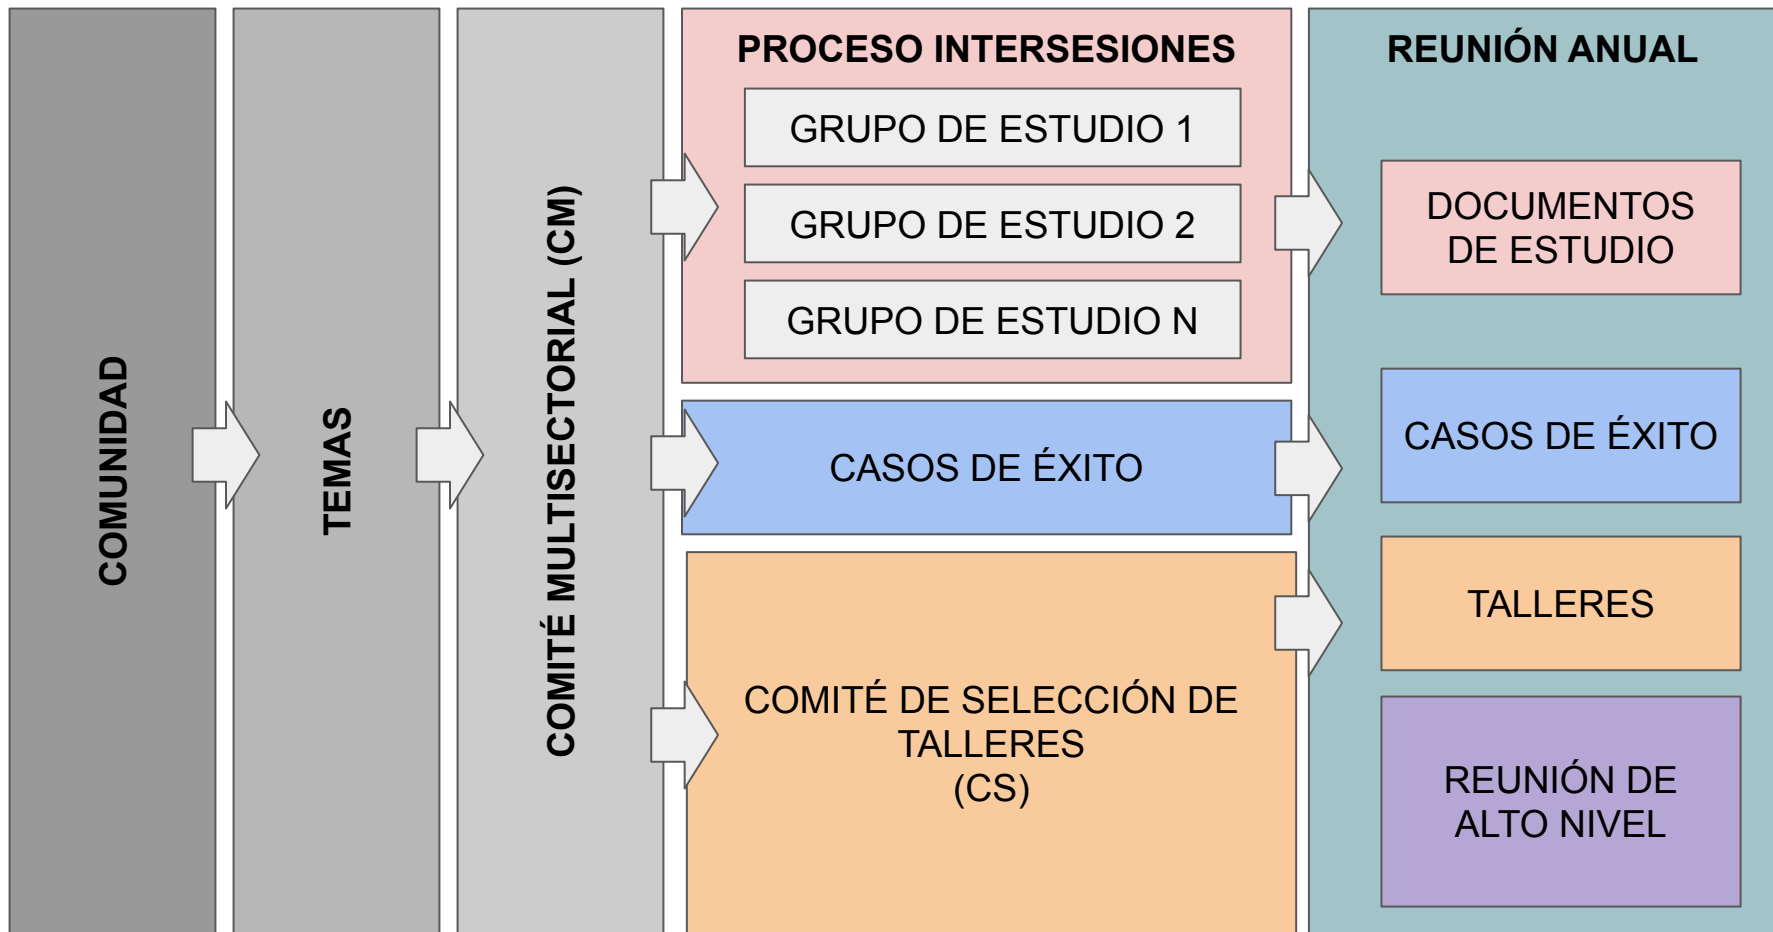 COMUNIDAD
TEMAS
COMITÉ MULTISECTORIAL (CM)
PROCESO INTERSESIONES
GRUPO DE ESTUDIO 1
GRUPO DE ESTUDIO 2
GRUPO DE ESTUDIO N
CASOS DE ÉXITO
COMITÉ DE SELECCIÓN DE
TALLERES
(CS)
REUNIÓN ANUAL
DOCUMENTOS
DE ESTUDIO
CASOS DE ÉXITO
TALLERES
REUNIÓN DE
ALTO NIVEL